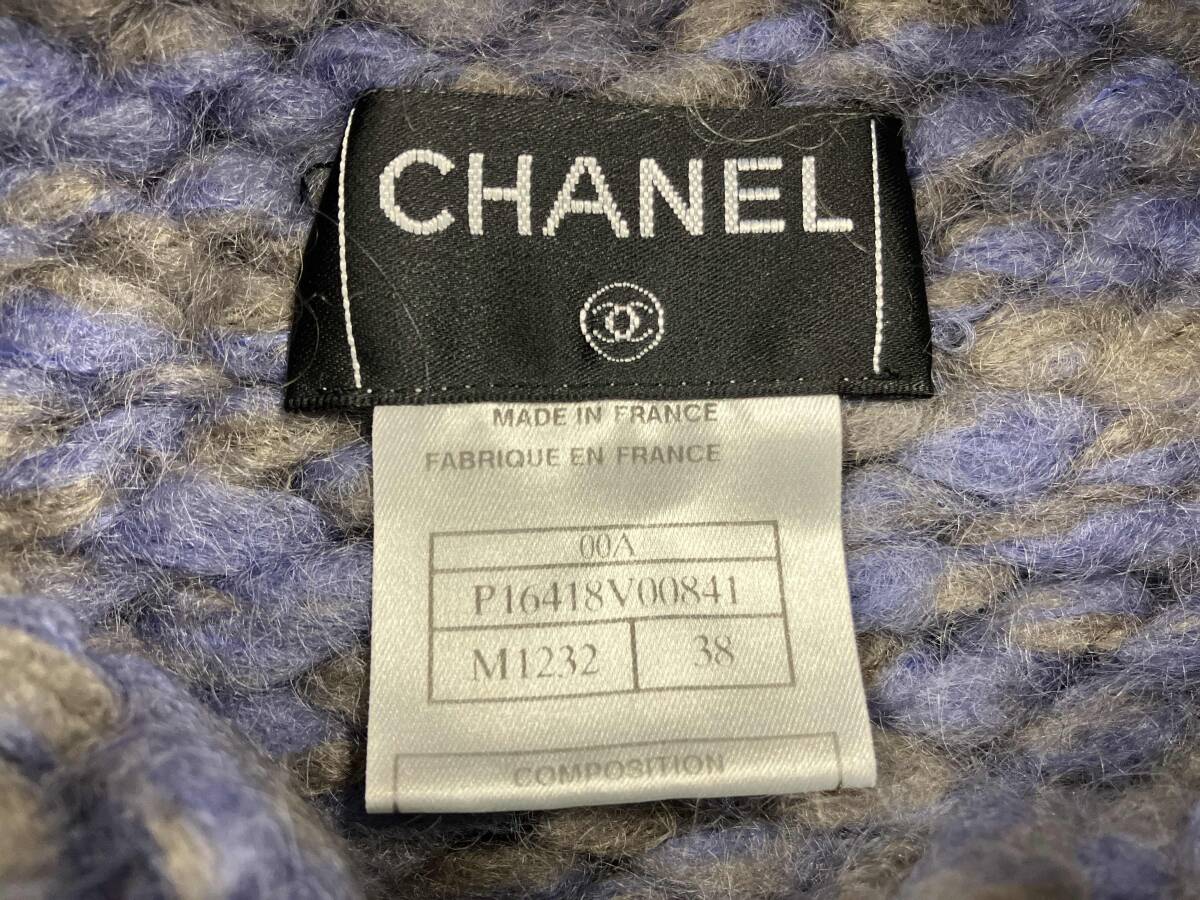 CHANEL
MADE IN FRANCE
FABRIQUE EN FRANCE
00A
P16418V00841
M1232 38
COMPOSITION